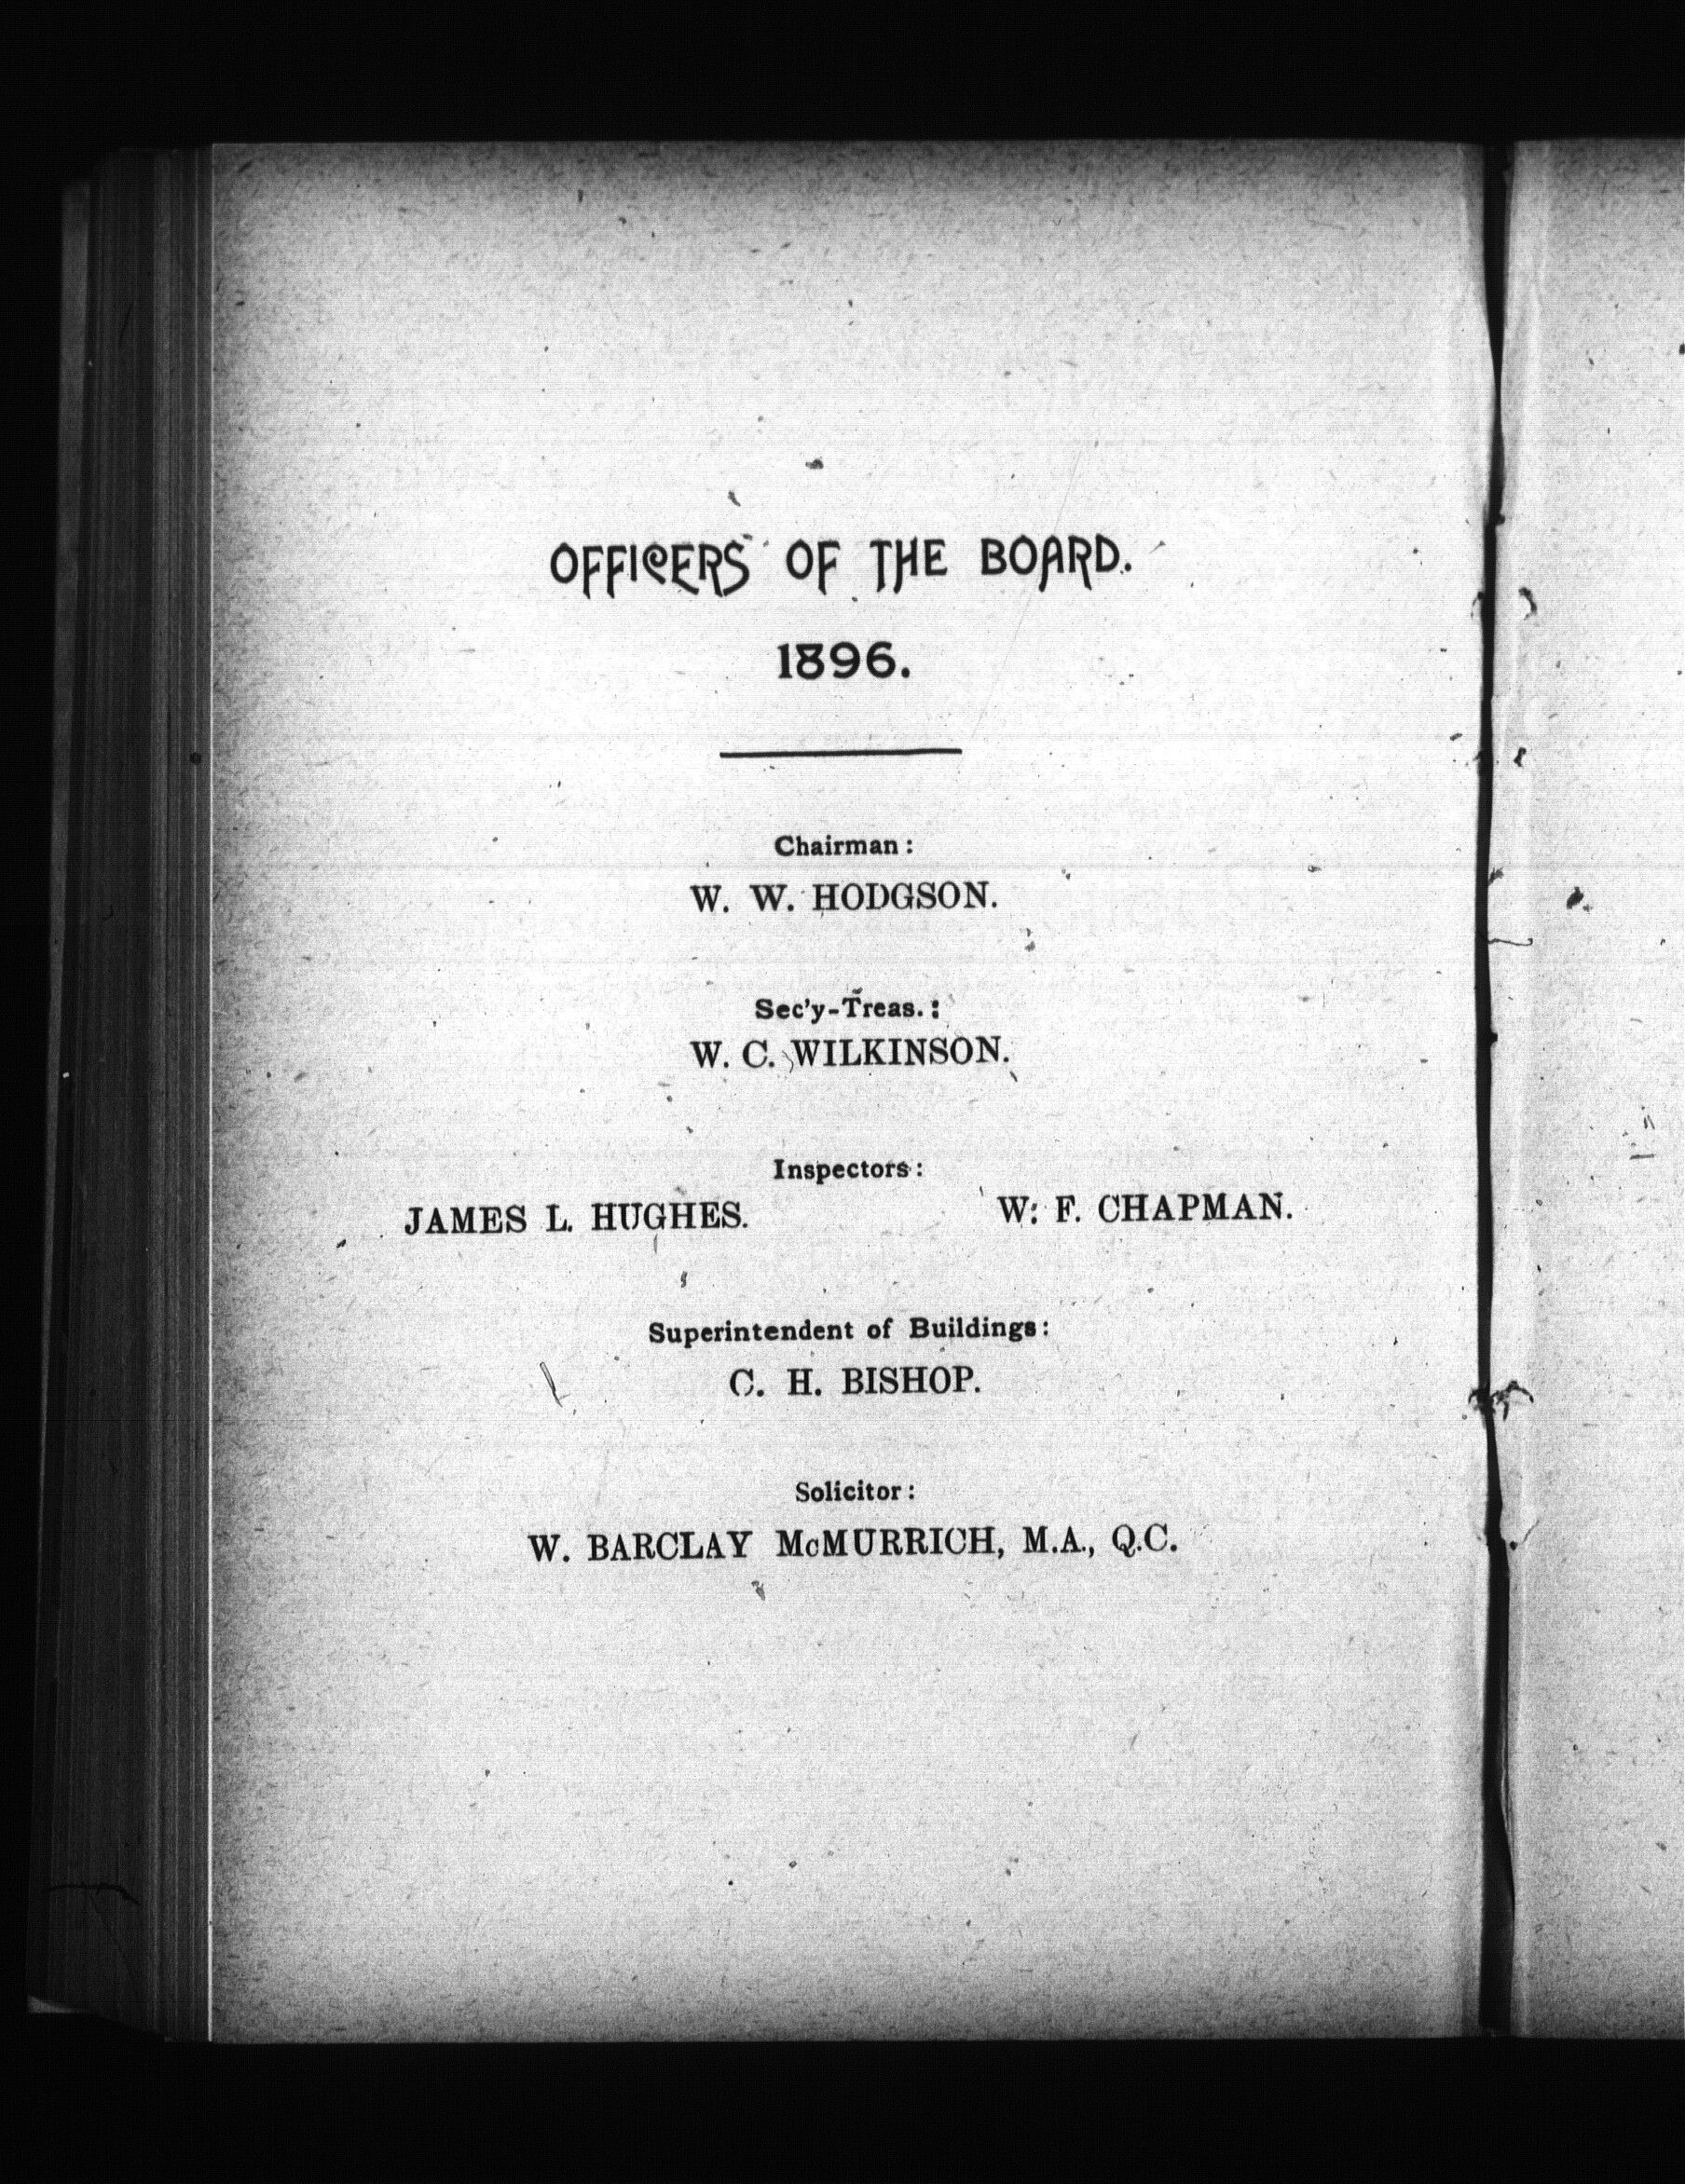 OFFICERS OF THE BOARD.
1896.
Chairman:
W. W. HODGSON.
Sec'y-Treas.:
W. C. WILKINSON.
Inspectors:
JAMES L. HUGHES. W. F. CHAPMAN.
Superintendent of Buildings:
C. H. BISHOP.
Solicitor:
W. BARCLAY McMURRICH, M.A., Q.C.